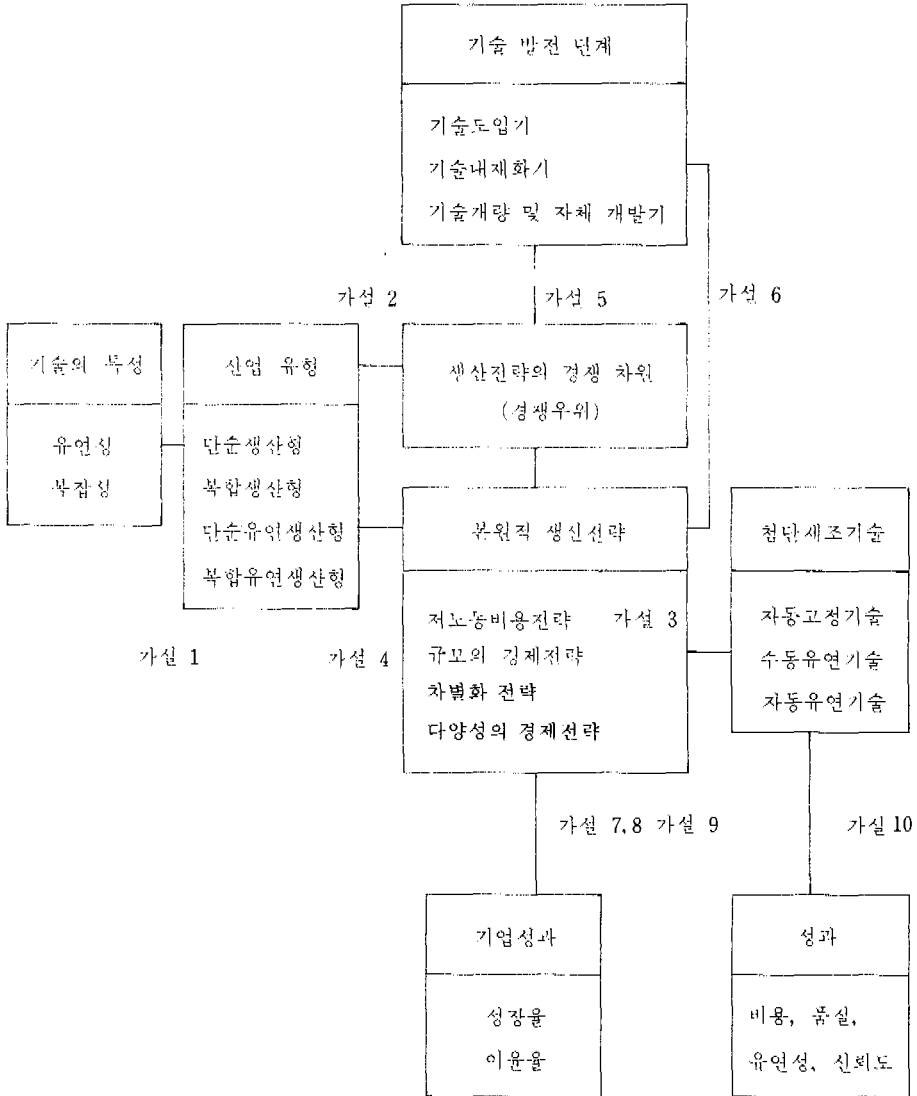 기술 발전 단계
기술도입기
기술내재화기
기술개량 및 자체 개발기
가설 2
가설 5
가설 6
기술의 특성
유연성
복잡성
산업 유형
단순생산형
복합생산형
단순유연생산형
복합유연생산형
생산전략의 경쟁 차원
(경쟁우위)
본원적 생산전략
저노동비용전략
규모의 경제전략
차별화 전략
다양성의 경제전략
가설 3
첨단제조기술
자동고정기술
수동유연기술
자동유연기술
가설 1
가설 4
가설 7, 8 가설 9
가설 10
기업성과
성장율
이윤율
성과
비용, 품질,
유연성, 신뢰도